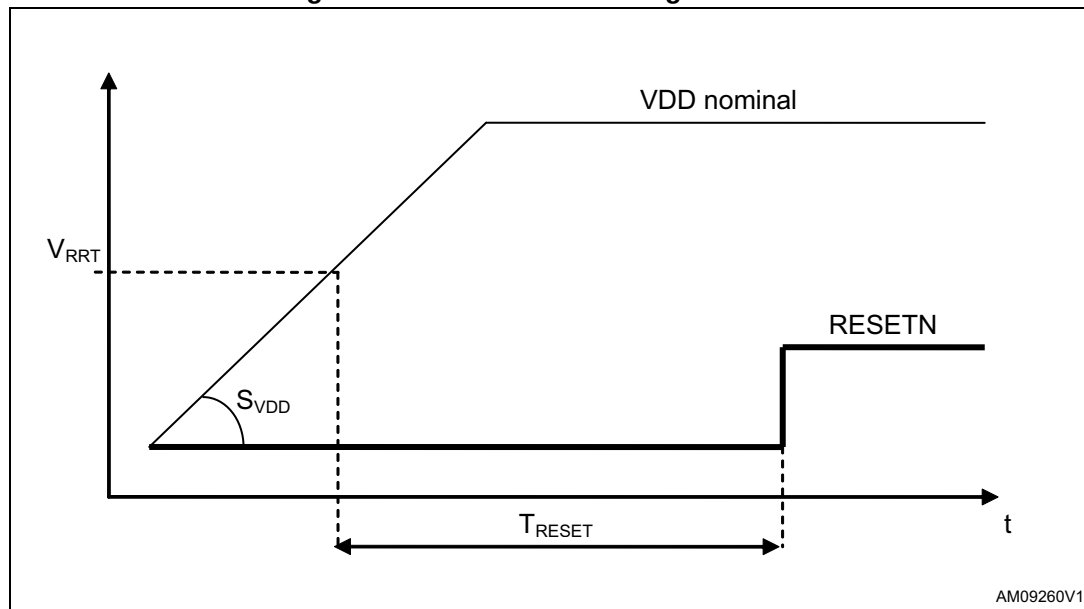 VDD nominal
VRRT
RESETN
SVDD
TRESET
t
AM09260V1